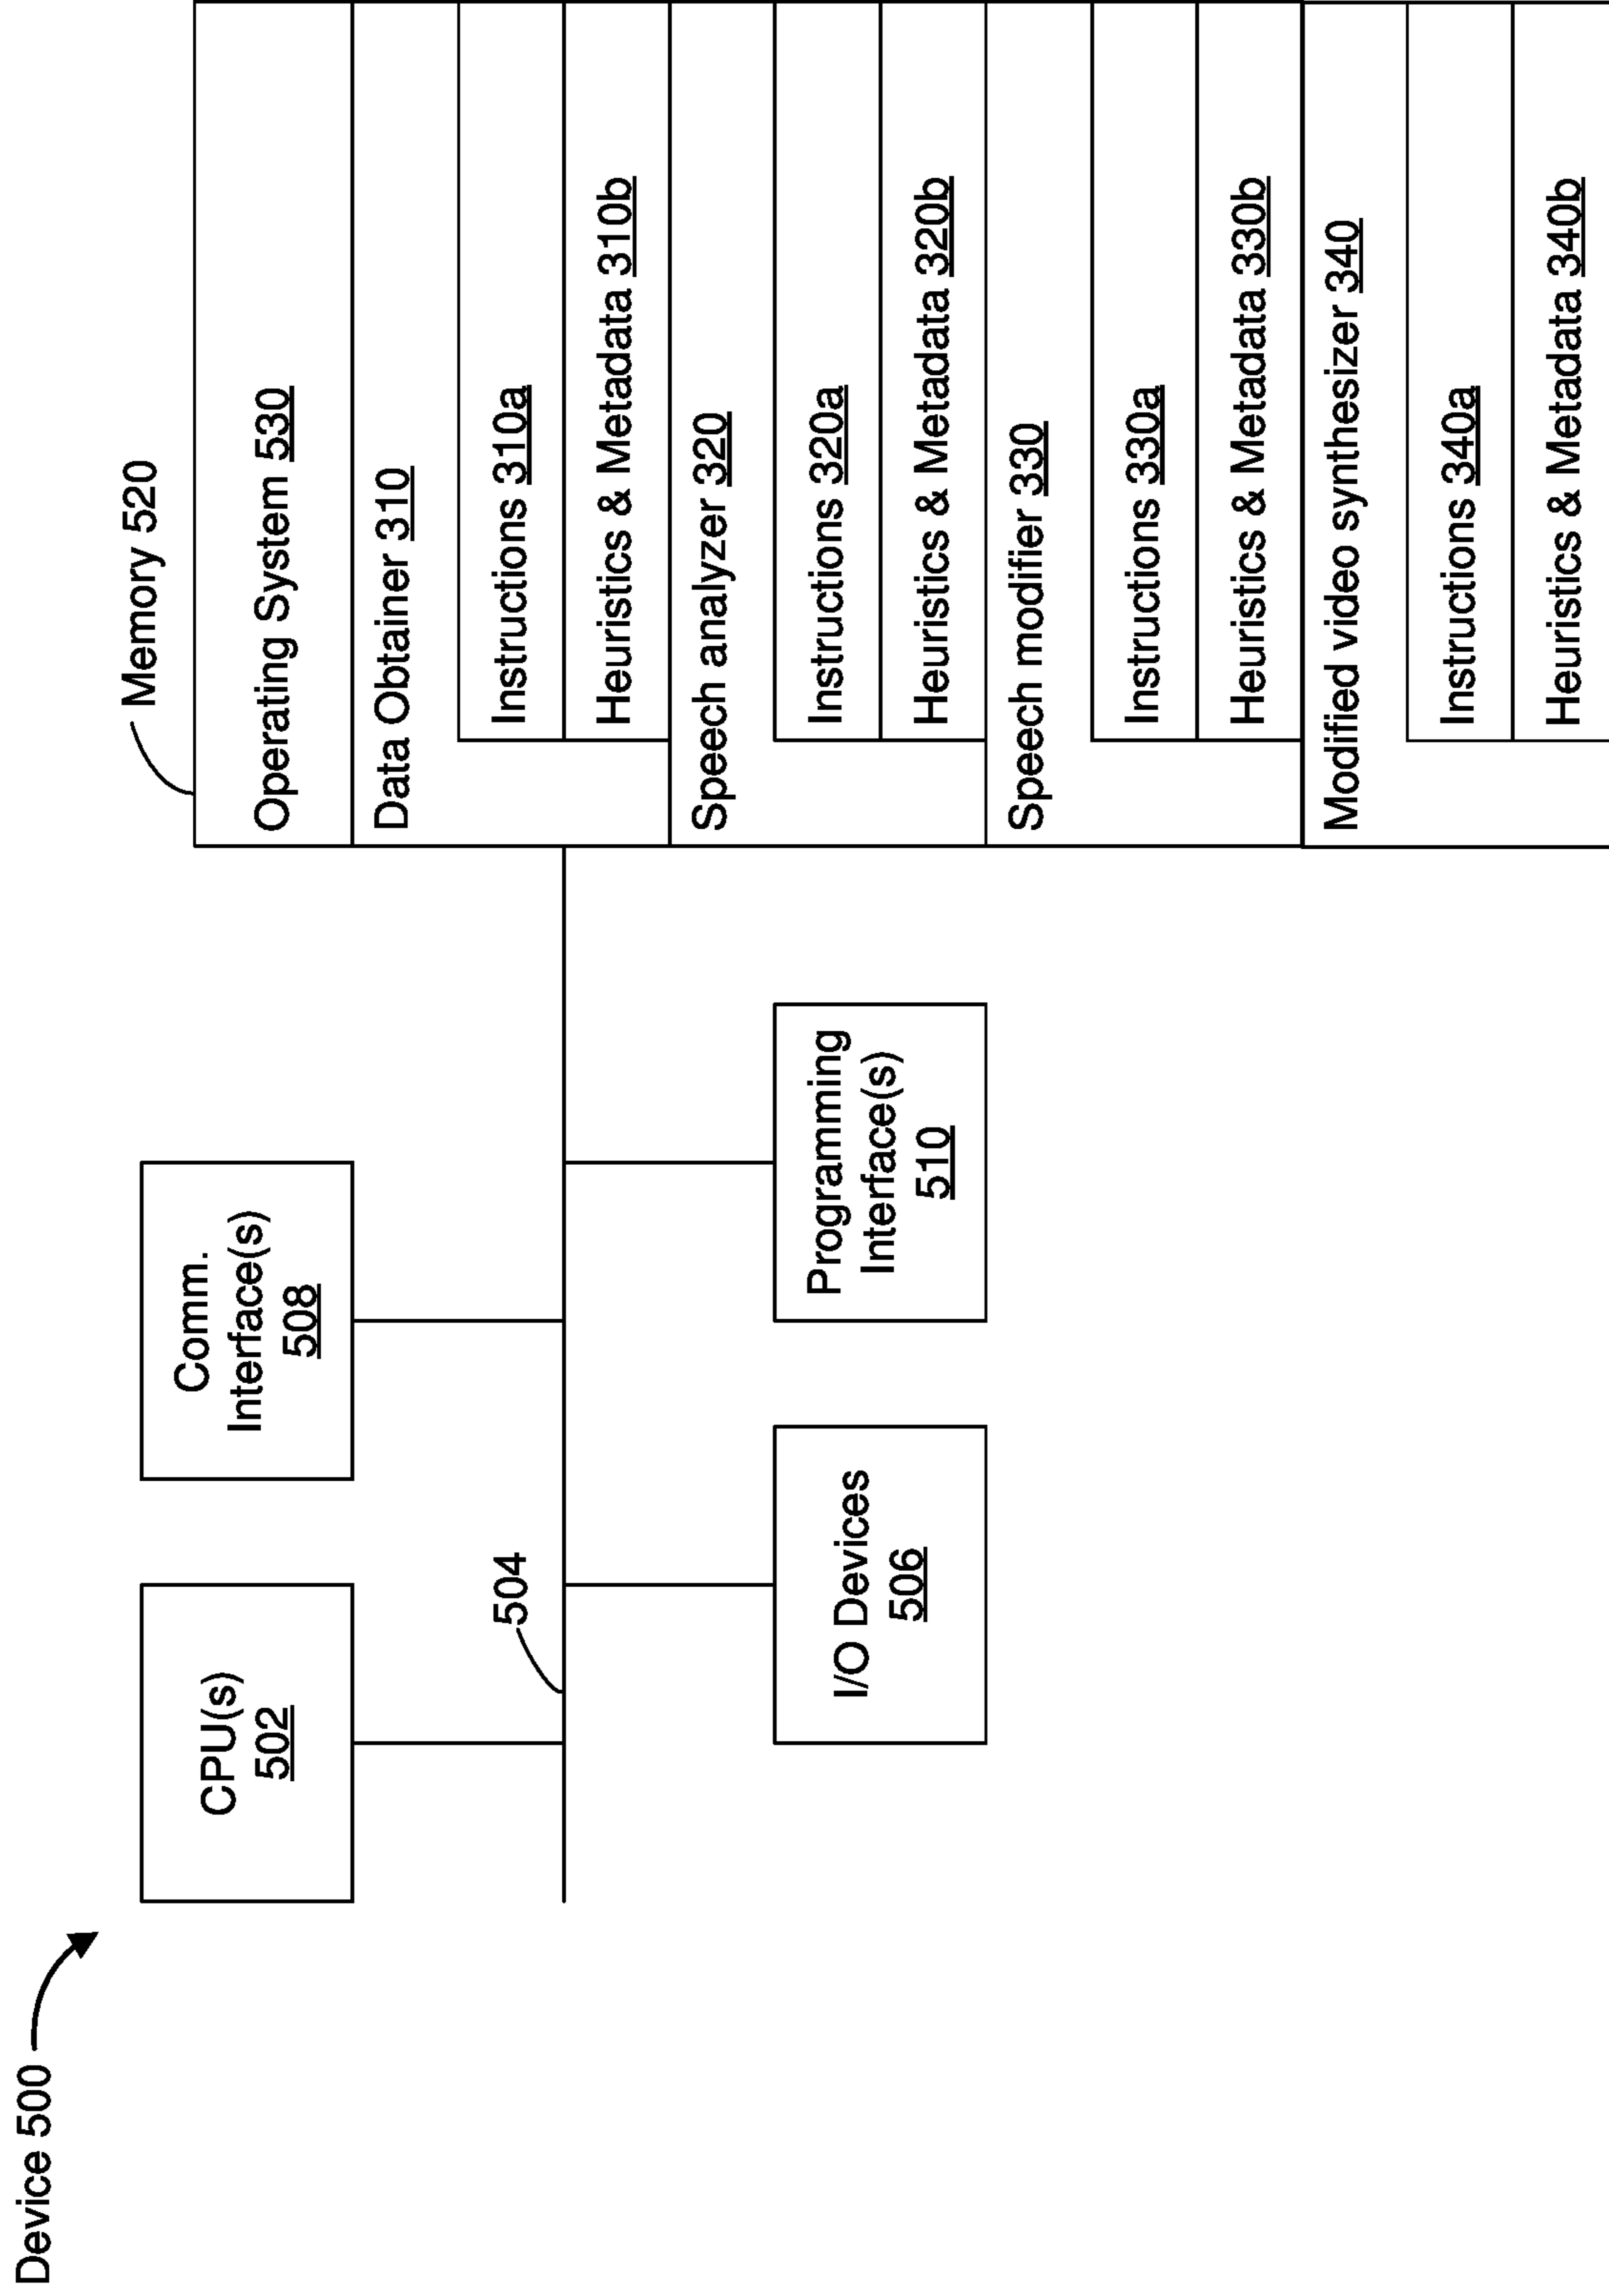 Device 500
CPU(s)
502
Comm.
Interface(s)
508
504
I/O Devices
506
Programming
Interface(s)
510
Memory 520
Operating System 530
Data Obtainer 310
Instructions 310a
Heuristics & Metadata 310b
Speech analyzer 320
Instructions 320a
Heuristics & Metadata 320b
Speech modifier 330
Instructions 330a
Heuristics & Metadata 330b
Modified video synthesizer 340
Instructions 340a
Heuristics & Metadata 340b